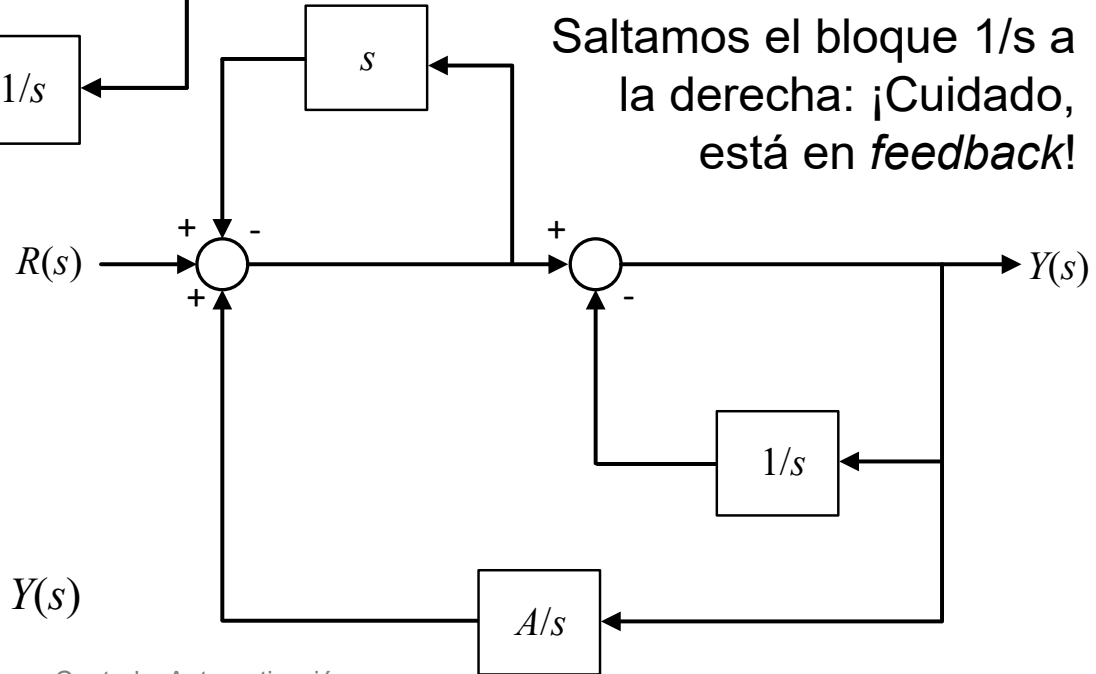 Saltamos el bloque 1/s a
la derecha: ¡Cuidado,
está en feedback!
1/s
s
+ -
+
R(s)
Y(s)
+
-
1/s
A/s
Y(s)